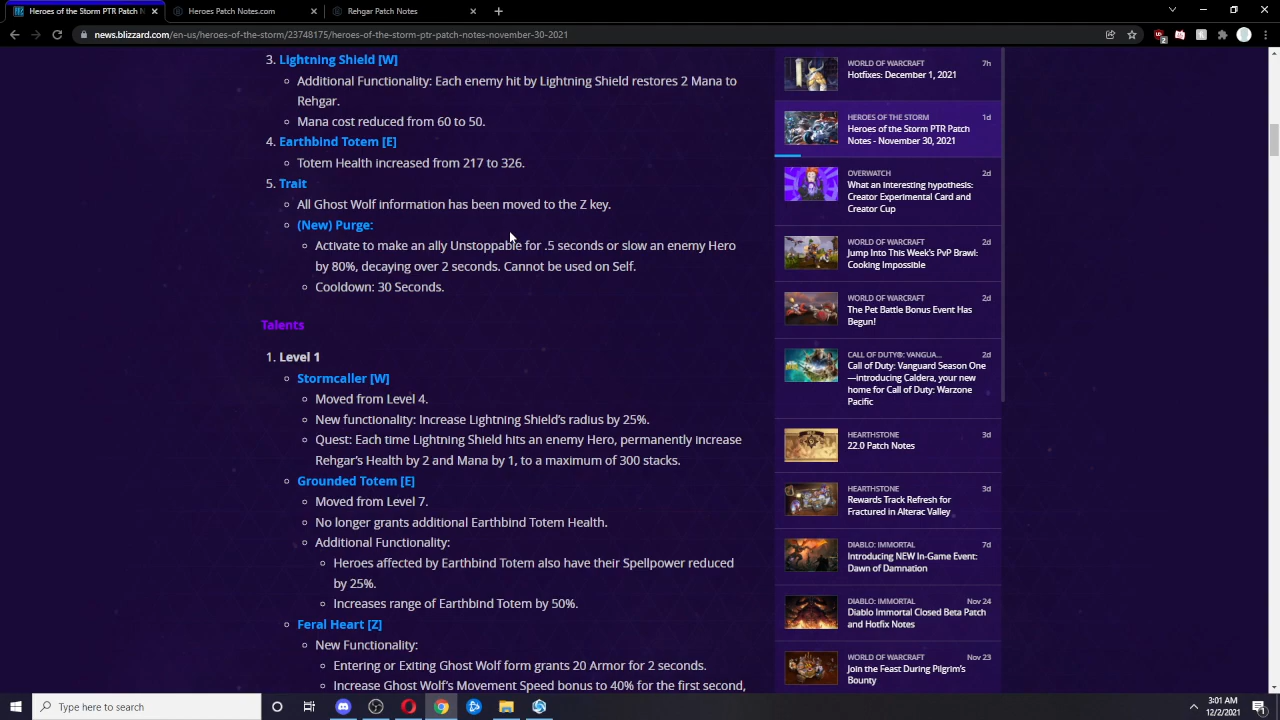 Heroes of the Storm PTR Patch N
Heroes Patch Notes.com
Rehgar Patch Notes
news.blizzard.com/en-us/heroes-of-the-storm/23748175/heroes-of-the-storm-ptr-patch-notes-november-30-2021
2
3. Lightning Shield [W]
Additional Functionality: Each enemy hit by Lightning Shield restores 2 Mana to
Rehgar.
Mana cost reduced from 60 to 50.
4. Earthbind Totem [E]
Totem Health increased from 217 to 326.
5. Trait
All Ghost Wolf information has been moved to the Z key.
(New) Purge:
Activate to make an ally Unstoppable for .5 seconds or slow an enemy Hero
by 80%, decaying over 2 seconds. Cannot be used on Self.
Cooldown: 30 Seconds.
Talents
1. Level 1
Stormcaller [W]
Moved from Level 4.
New functionality: Increase Lightning Shield's radius by 25%.
Quest: Each time Lightning Shield hits an enemy Hero, permanently increase
Rehgar's Health by 2 and Mana by 1, to a maximum of 300 stacks.
Grounded Totem [E]
Moved from Level 7.
No longer grants additional Earthbind Totem Health.
Additional Functionality:
Heroes affected by Earthbind Totem also have their Spellpower reduced
by 25%.
Increases range of Earthbind Totem by 50%.
Feral Heart [Z]
New Functionality:
Entering or Exiting Ghost Wolf form grants 20 Armor for 2 seconds.
Increase Ghost Wolf's Movement Speed bonus to 40% for the first second,
WORLD OF WARCRAFT 7h
Hotfixes: December 1, 2021
HEROES OF THE STORM 1d
Heroes of the Storm PTR Patch
Notes - November 30, 2021
OVERWATCH 2d
What an interesting hypothesis:
Creator Experimental Card and
Creator Cup
WORLD OF WARCRAFT 2d
Jump Into This Week's PvP Brawl:
Cooking Impossible
WORLD OF WARCRAFT 2d
The Pet Battle Bonus Event Has
Begun!
CALL OF DUTY®: VANGUA... 2d
Call of Duty: Vanguard Season One
—introducing Caldera, your new
home for Call of Duty: Warzone
Pacific
HEARTHSTONE 3d
22.0 Patch Notes
HEARTHSTONE 3d
Rewards Track Refresh for
Fractured in Alterac Valley
DIABLO: IMMORTAL 7d
Introducing NEW In-Game Event:
Dawn of Damnation
DIABLO: IMMORTAL Nov 24
Diablo Immortal Closed Beta Patch
and Hotfix Notes
WORLD OF WARCRAFT Nov 23
Join the Feast During Pilgrim's
Bounty
Type here to search
3:01 AM
12/2/2021
1